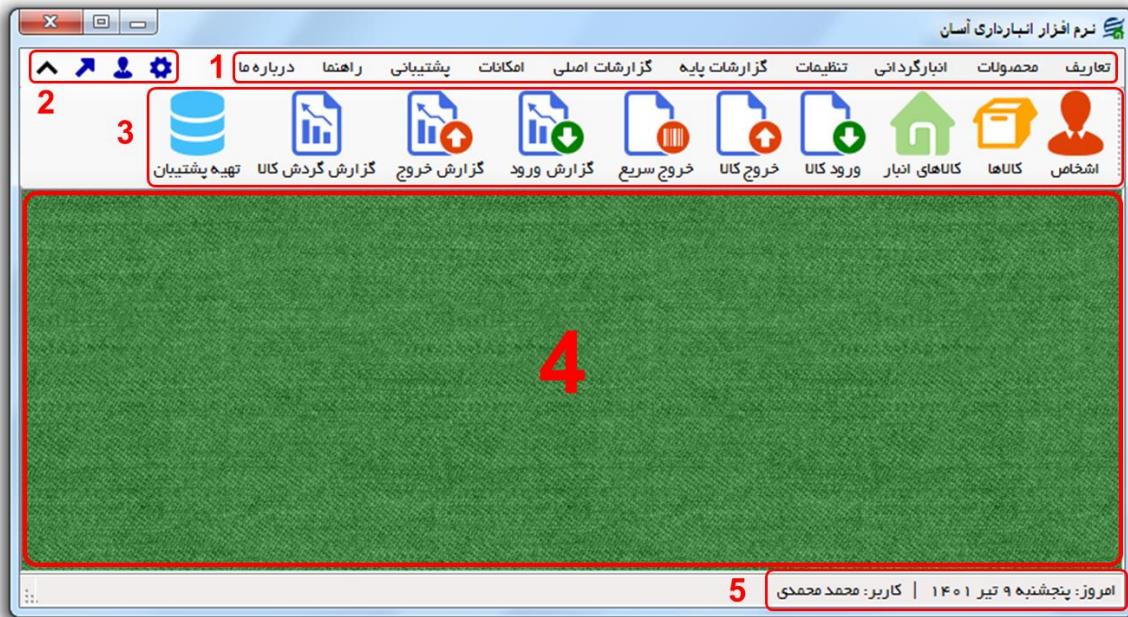 نرم افزار انبارداری آسان
تعاریف محصولات انبارگردانی تنظیمات گزارشات پایه گزارشات اصلی امکانات پشتیبانی راهنما درباره ما 1
2
3
اشخاص کالاها کالاهای انبار ورود کالا خروج کالا خروج سریع گزارش ورود گزارش خروج گزارش گردش کالا تهیه پشتیبان
4
امروز: پنجشنبه ۹ تیر ۱۴۰۱ | کاربر: محمد محمدی 5